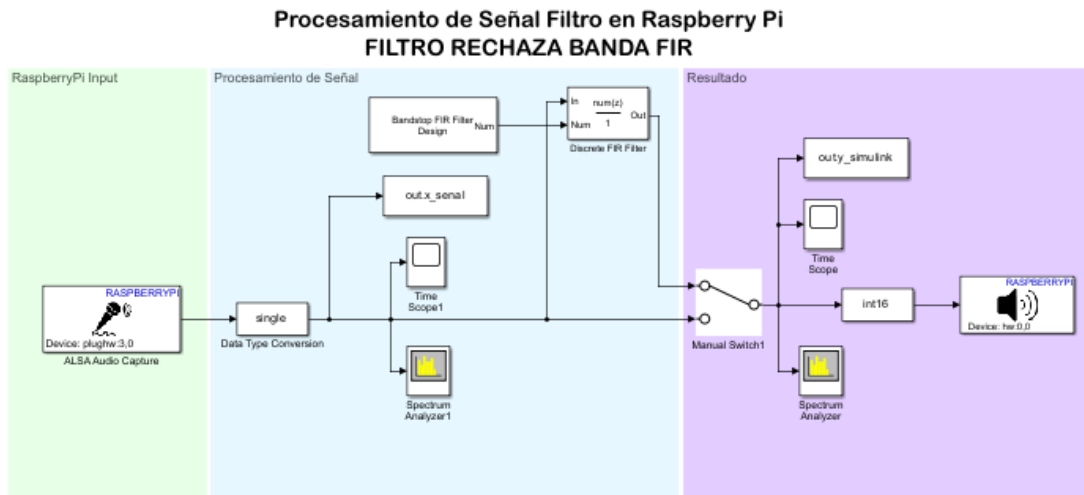 Procesamiento de Señal Filtro en Raspberry Pi
FILTRO RECHAZA BANDA FIR
RaspberryPi Input
Procesamiento de Señal
Resultado
Bandstop FIR Filter
Design
Num
In
Num
num(z)
1
Out
Discrete FIR Filter
out.x_senal
Time
Scope1
RASPBERRYPI
Device: plughw:3,0
ALSA Audio Capture
single
Data Type Conversion
Spectrum
Analyzer1
Manual Switch1
out.y_simulink
Time
Scope
int16
RASPBERRYPI
Device: hw:0,0
Spectrum
Analyzer